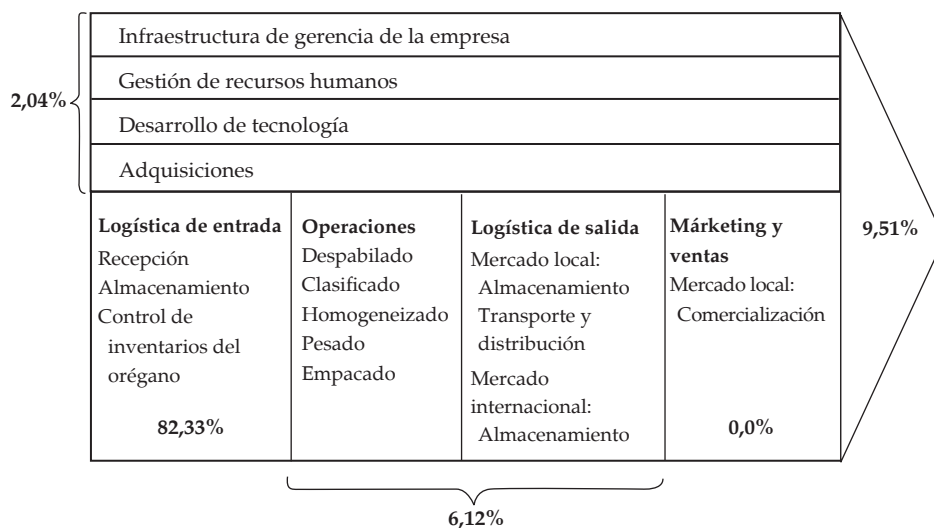 Infraestructura de gerencia de la empresa
Gestión de recursos humanos
2,04%
Desarrollo de tecnología
Adquisiciones
Logística de entrada
Recepción
Almacenamiento
Control de
inventarios del
orégano
82,33%
Operaciones
Despabilado
Clasificado
Homogeneizado
Pesado
Empacado
Logística de salida
Mercado local:
Almacenamiento
Transporte y
distribución
Mercado
internacional:
Almacenamiento
Márketing y
ventas
Mercado local:
Comercialización
0,0%
9,51%
6,12%